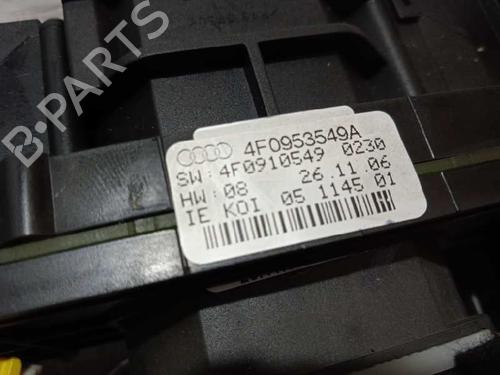 4F0953549A
SW: 4F0910549 0230
HW: 08 26.11.06
IE KOI 05 1145 01
B-PARTS